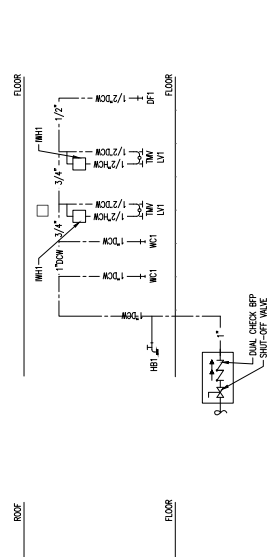 ROOF
FLOOR
IWH1
IWH1
1"DCW
3/4"
3/4"
1/2"
1"DCW
1"DCW
1"DCW
1/2"HCW
1/2"DCW
1/2"HCW
1/2"DCW
1/2"DCW
HB1
WC1
WC1
TMV
LV1
TMV
LV1
DF1
FLOOR
FLOOR
1"
DUAL CHECK BFP
SHUT-OFF VALVE